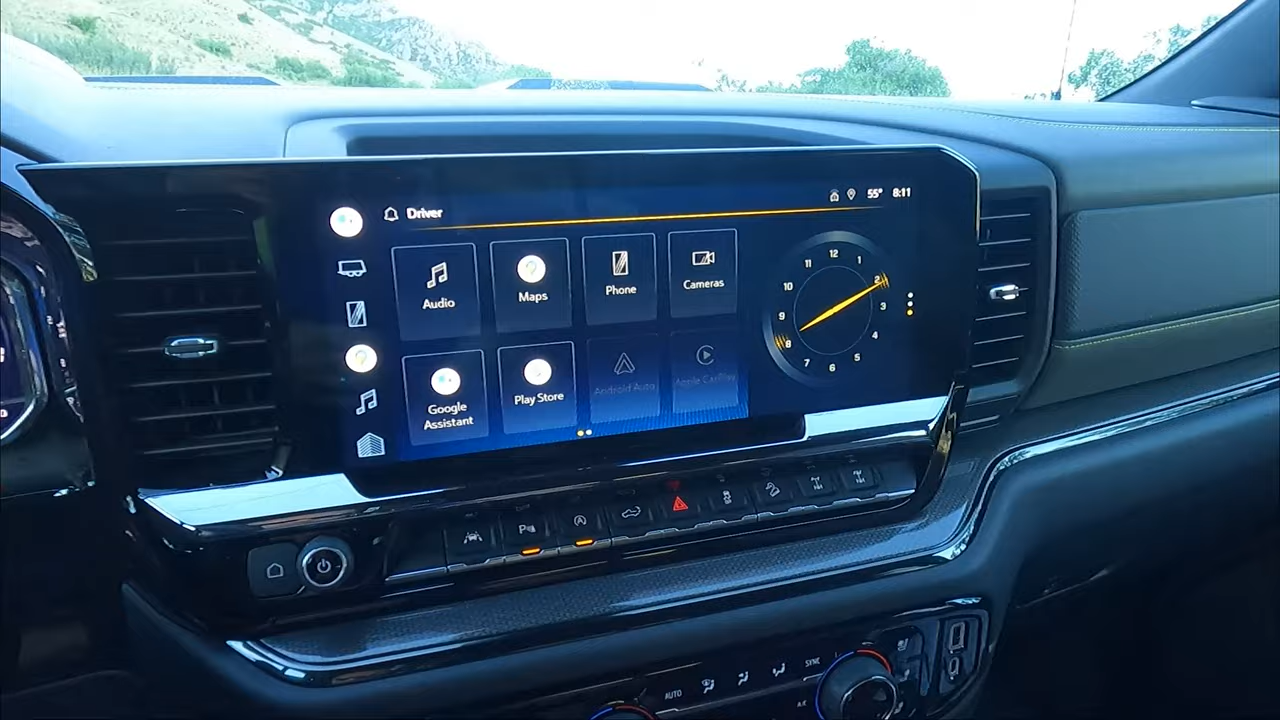 Driver
55° 8:11
Audio
Maps
Phone
Cameras
Google
Assistant
Play Store
Android Auto
Apple CarPlay
12
1
2
3
4
5
6
7
8
9
10
11
AUTO
SYNC
A/C